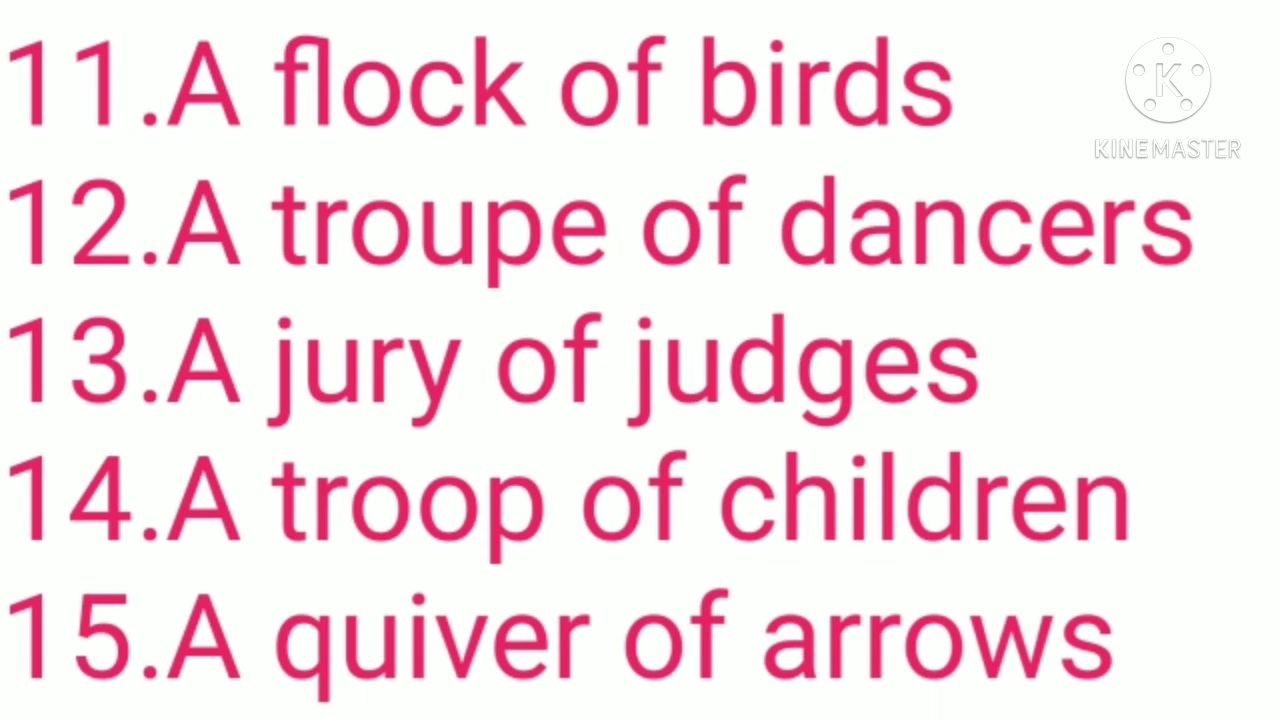 11.A flock of birds
K
KINEMASTER
12.A troupe of dancers
13.A jury of judges
14.A troop of children
15.A quiver of arrows